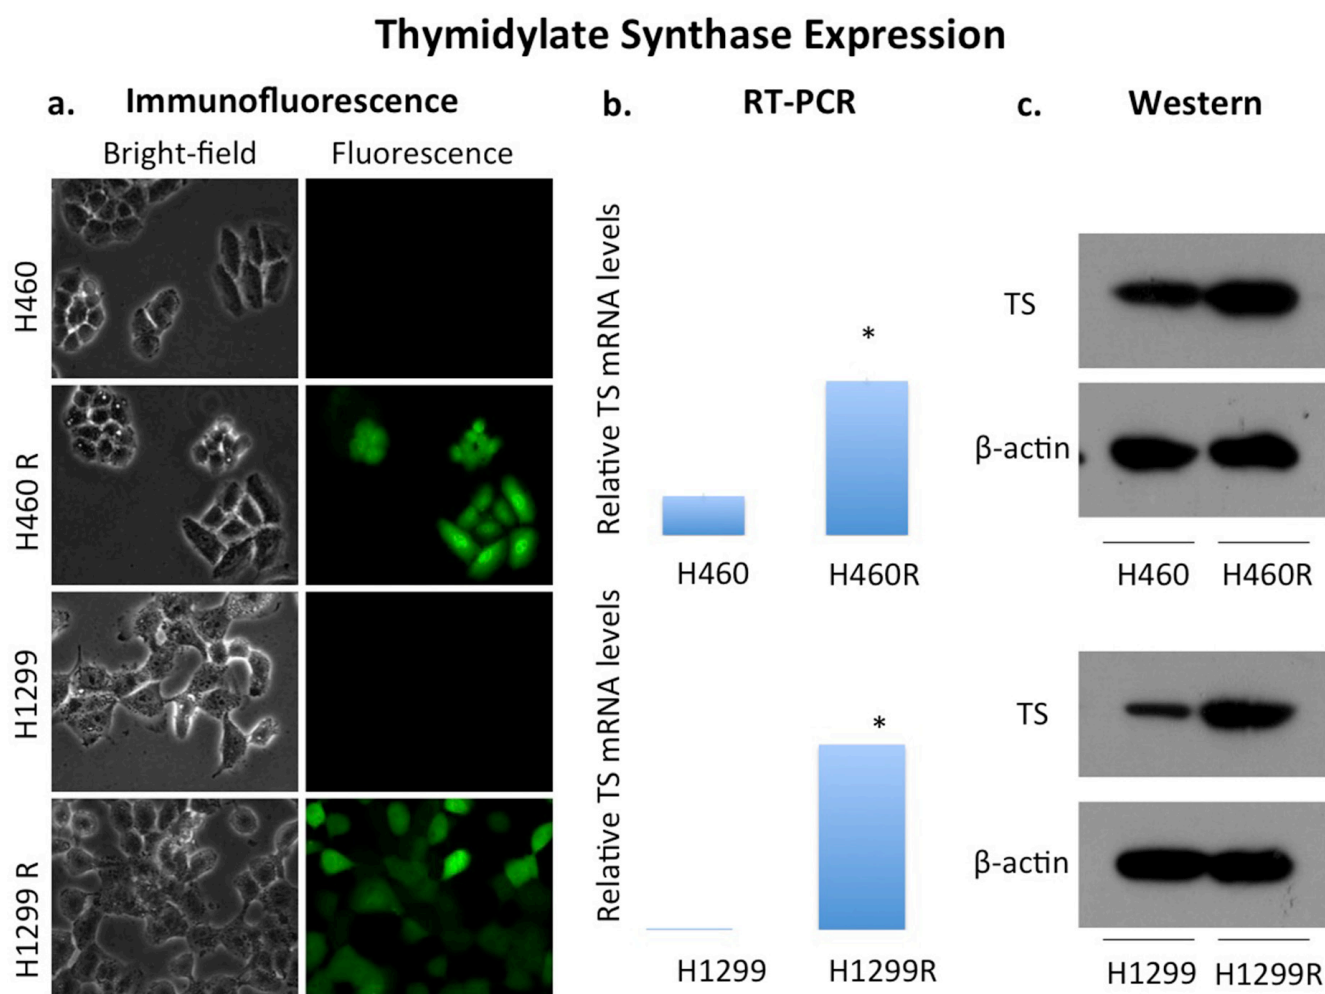 Thymidylate Synthase Expression
a. Immunofluorescence
Bright-field Fluorescence
H460
H460 R
H1299
H1299 R
b. RT-PCR
Relative TS mRNA levels
*
H460 H460R
Relative TS mRNA levels
*
H1299 H1299R
c. Western
TS
β-actin
H460 H460R
TS
β-actin
H1299 H1299R